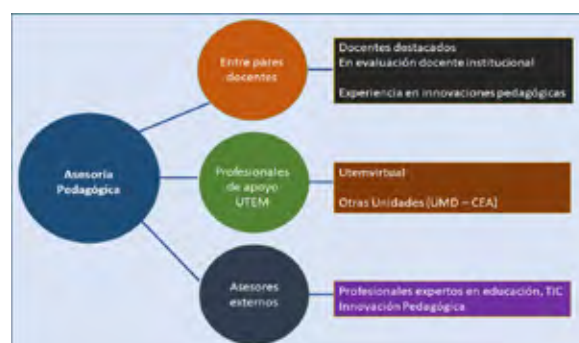 Asesoría
Pedagógica
Entre pares
docentes
Docentes destacados
En evaluación docente institucional
Experiencia en innovaciones pedagógicas
Profesionales
de apoyo
UTEM
Utemvirtual
Otras Unidades (UMD – CEA)
Asesores
externos
Profesionales expertos en educación, TIC
Innovación Pedagógica